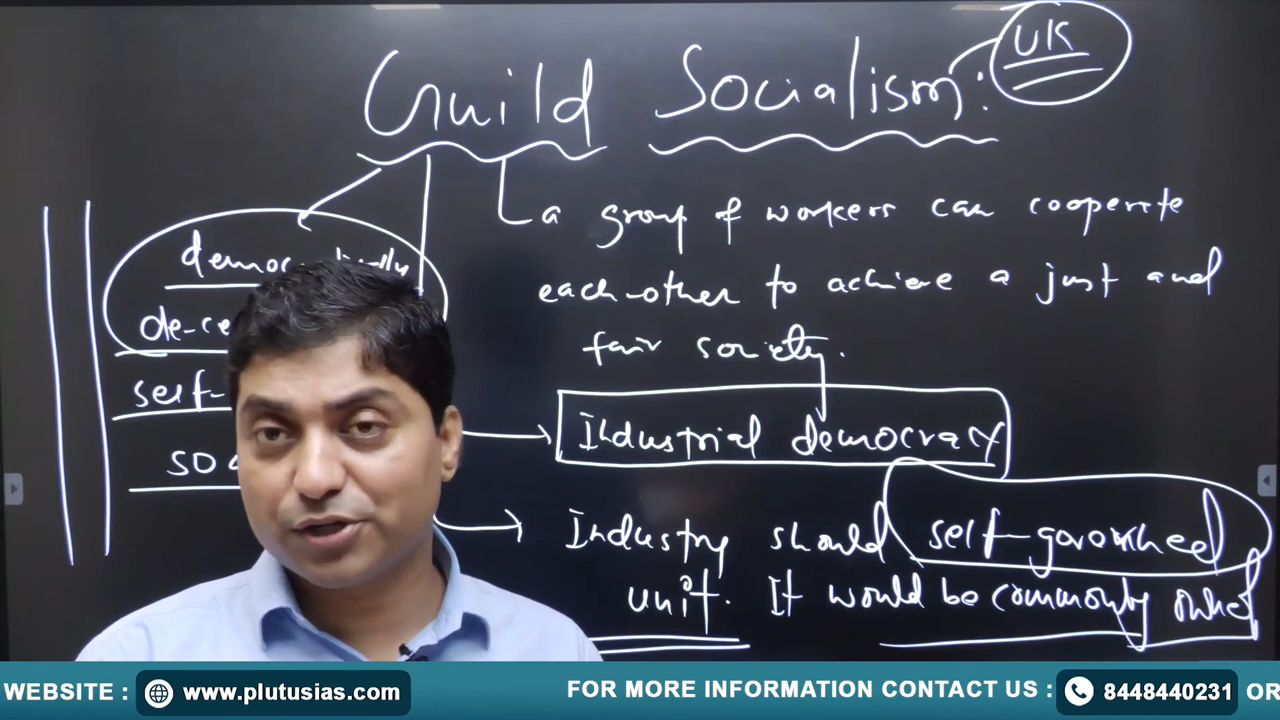 Guild Socialism:
UK
a group of workers can cooperate
each-other to achieve a just and
fair society.
de-ce
self-
Industrial democracy
Industry should self-governed
unit. It would be commonly owned
WEBSITE : www.plutusias.com
FOR MORE INFORMATION CONTACT US : 8448440231 OR